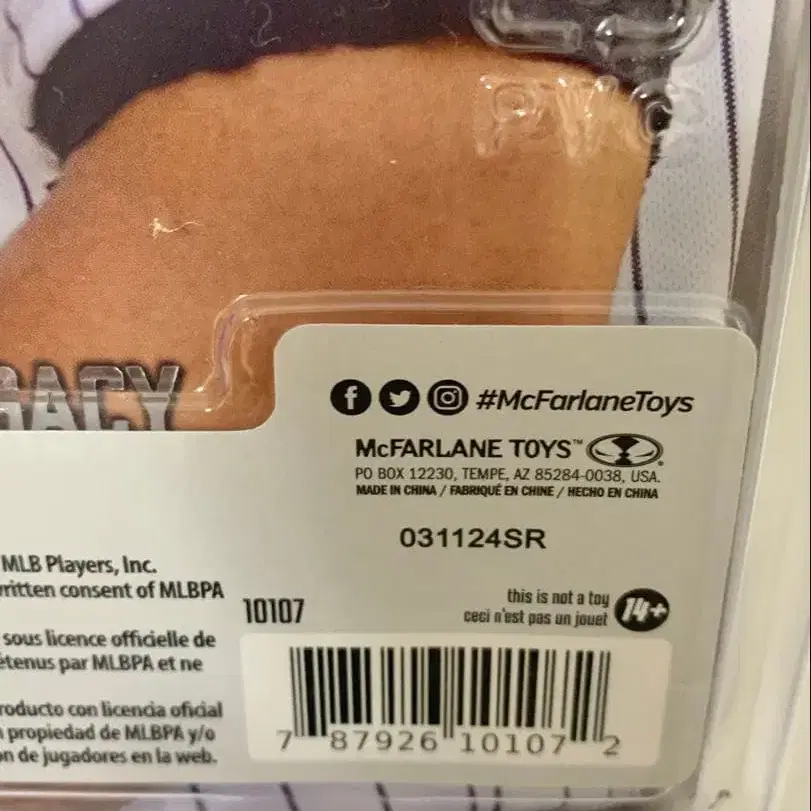 GACY
#McFarlaneToys
McFARLANE TOYS™
PO BOX 12230, TEMPE, AZ 85284-0038, USA.
MADE IN CHINA / FABRIQUÉ EN CHINE / HECHO EN CHINA
031124SR
MLB Players, Inc.
written consent of MLBPA
10107
this is not a toy
ceci n'est pas un jouet
14+
sous licence officielle de
étenus par MLBPA et ne
roducto con licencia oficial
propiedad de MLBPA y/o
n de jugadores en la web.
7 87926 10107 2